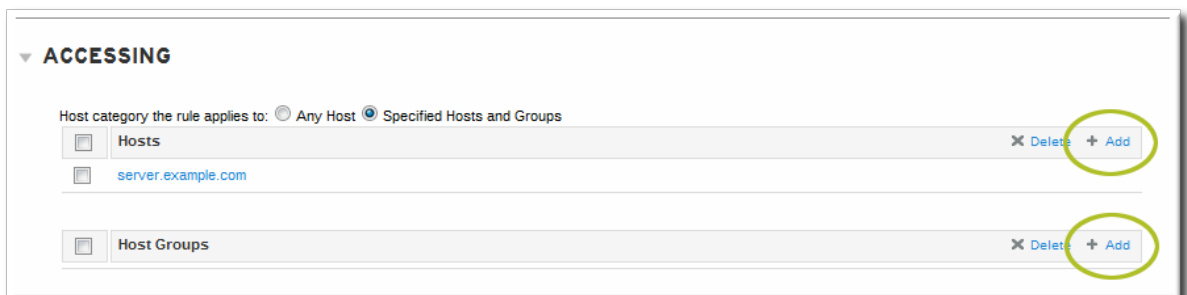 ACCESSING
Host category the rule applies to: Any Host Specified Hosts and Groups
Hosts Delete Add
server.example.com
Host Groups Delete Add